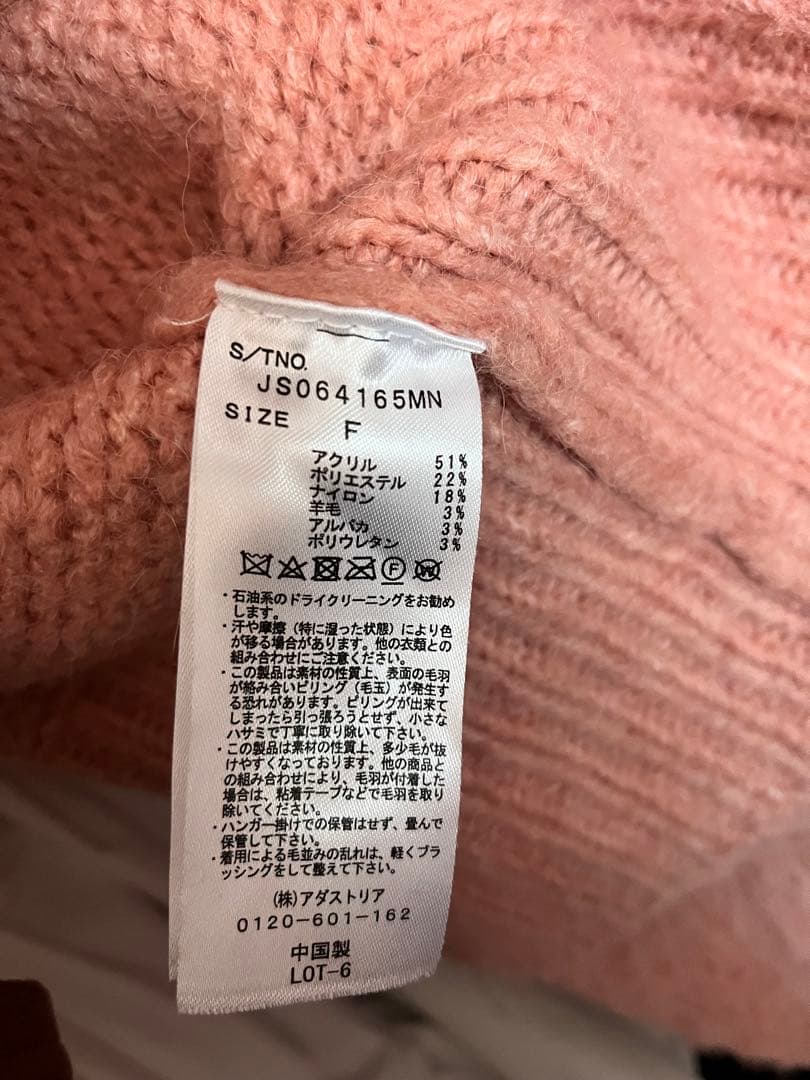 S/TNO.
JS064165MN
SIZE F
アクリル 51%
ポリエステル 22%
ナイロン 18%
羊毛 3%
アルパカ 3%
ポリウレタン 3%
F W
・石油系のドライクリーニングをお勧め
します。
・汗や摩擦(特に湿った状態)により色
が移る場合があります。他の衣類との
組み合わせにご注意ください。
・この製品は素材の性質上、表面の毛羽
が絡み合いピリング(毛玉)が発生す
る恐れがあります。ピリングが出来て
しまったら引っ張ろうとせず、小さな
ハサミで丁寧に取り除いて下さい。
・この製品は素材の性質上、多少毛が抜
けやすくなっております。他の商品と
の組み合わせにより、毛羽が付着した
場合は、粘着テープなどで毛羽を取り
除いてください。
・ハンガー掛けでの保管はせず、畳んで
保管して下さい。
・着用による毛並みの乱れは、軽くブラ
ッシングをして整えて下さい。
(株)アダストリア
0120-601-162
中国製
LOT-6